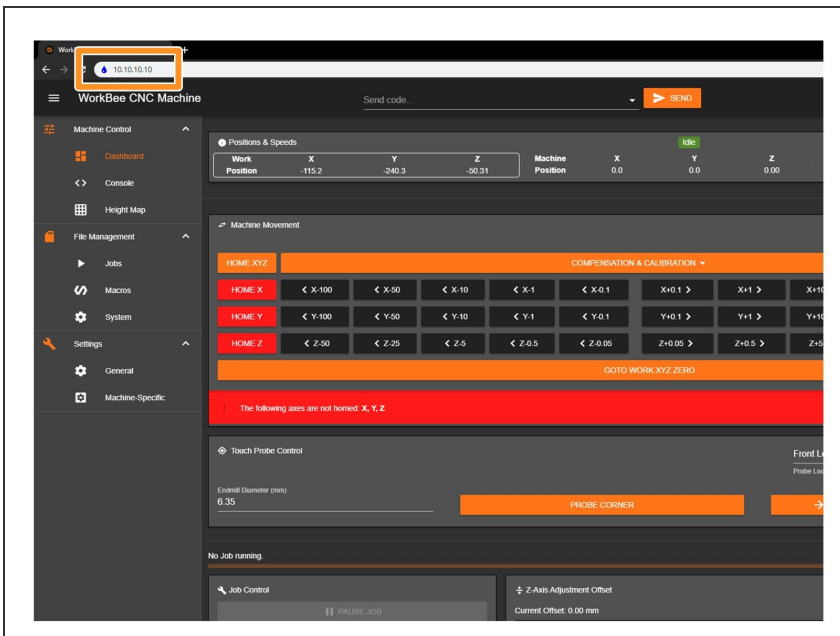 10.10.10.10
WorkBee CNC Machine
Send code...
SEND
Machine Control
Dashboard
Console
Height Map
File Management
Jobs
Macros
System
Settings
General
Machine-Specific
Positions & Speeds
Idle
Work Position X Y Z
-115.2 -240.3 -50.31
Machine Position X Y Z
0.0 0.0 0.00
Machine Movement
HOME XYZ COMPENSATION & CALIBRATION
HOME X X-100 X-50 X-10 X-1 X-0.1 X+0.1 X+1
HOME Y Y-100 Y-50 Y-10 Y-1 Y-0.1 Y+0.1 Y+1
HOME Z Z-50 Z-25 Z-5 Z-0.5 Z-0.05 Z+0.05 Z+0.5
GOTO WORK XYZ ZERO
The following axes are not homed: X, Y, Z
Touch Probe Control
Front
Endmill Diameter (mm)
6.35
Probe
PROBE CORNER
No Job running.
Job Control
PAUSE JOB
Z-Axis Adjustment Offset
Current Offset: 0.00 mm